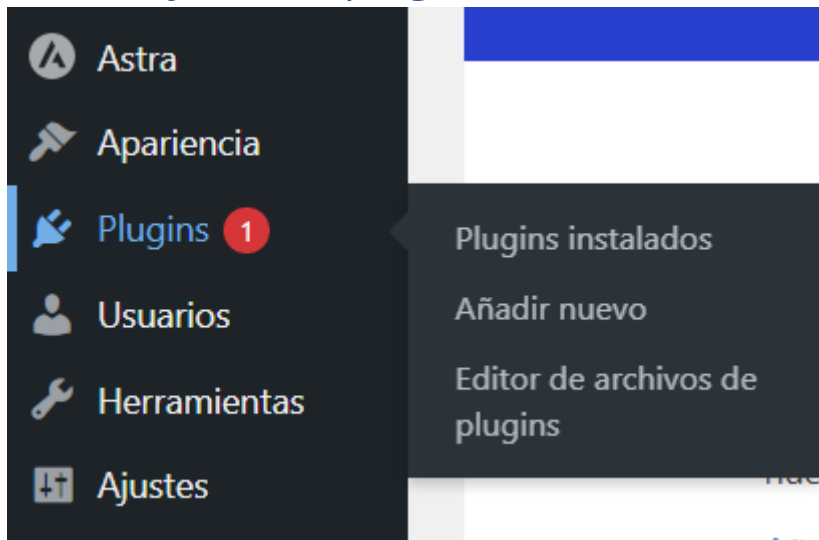 Astra
Apariencia
Plugins 1
Plugins instalados
Usuarios
Añadir nuevo
Herramientas
Editor de archivos de
plugins
Ajustes